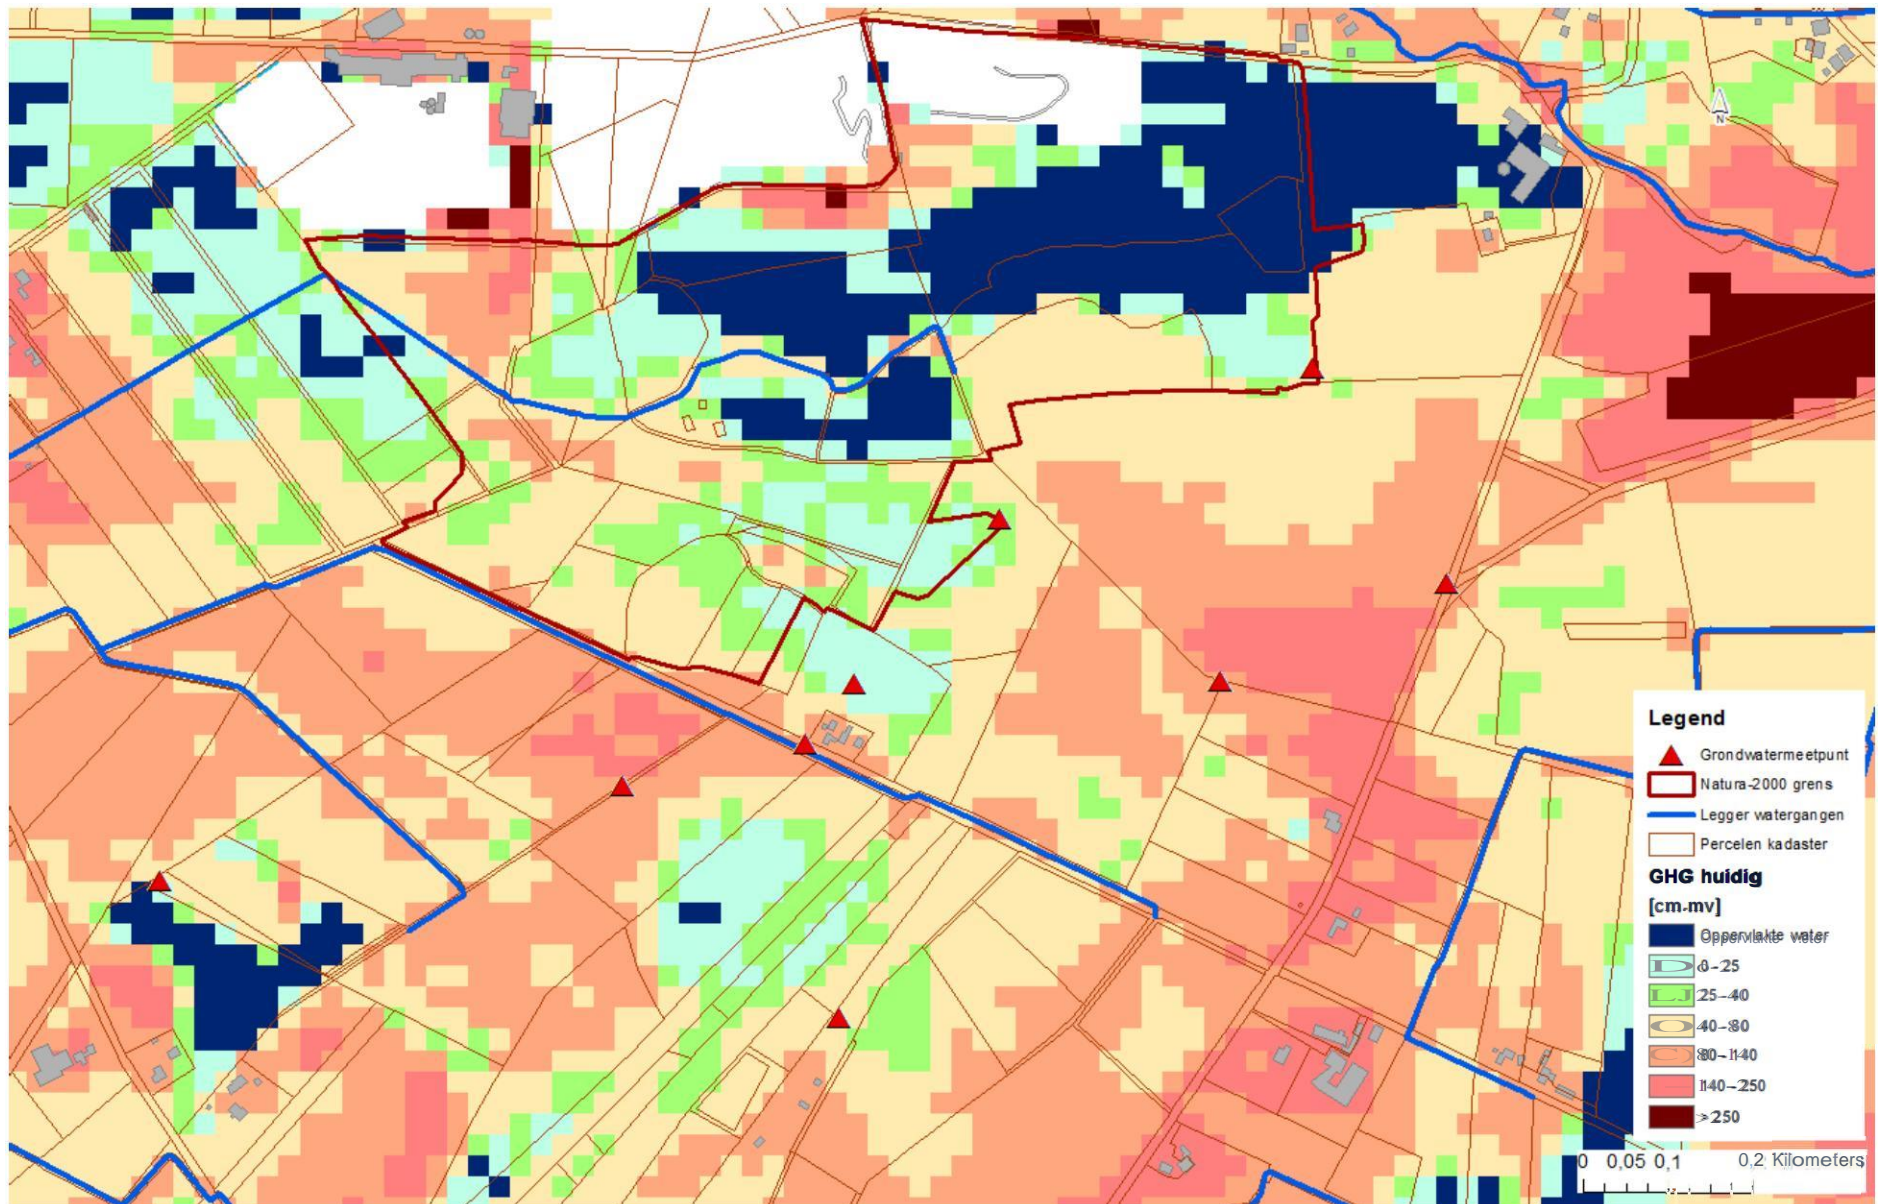 N
Legend
Grondwatermeetpunt
Natura-2000 grens
Legger watergangen
Percelen kadaster
GHG huidig
[cm-mv]
Oppervlakte water
0-25
25-40
40-80
80-140
140-250
>250
0 0,05 0,1 0,2 Kilometers